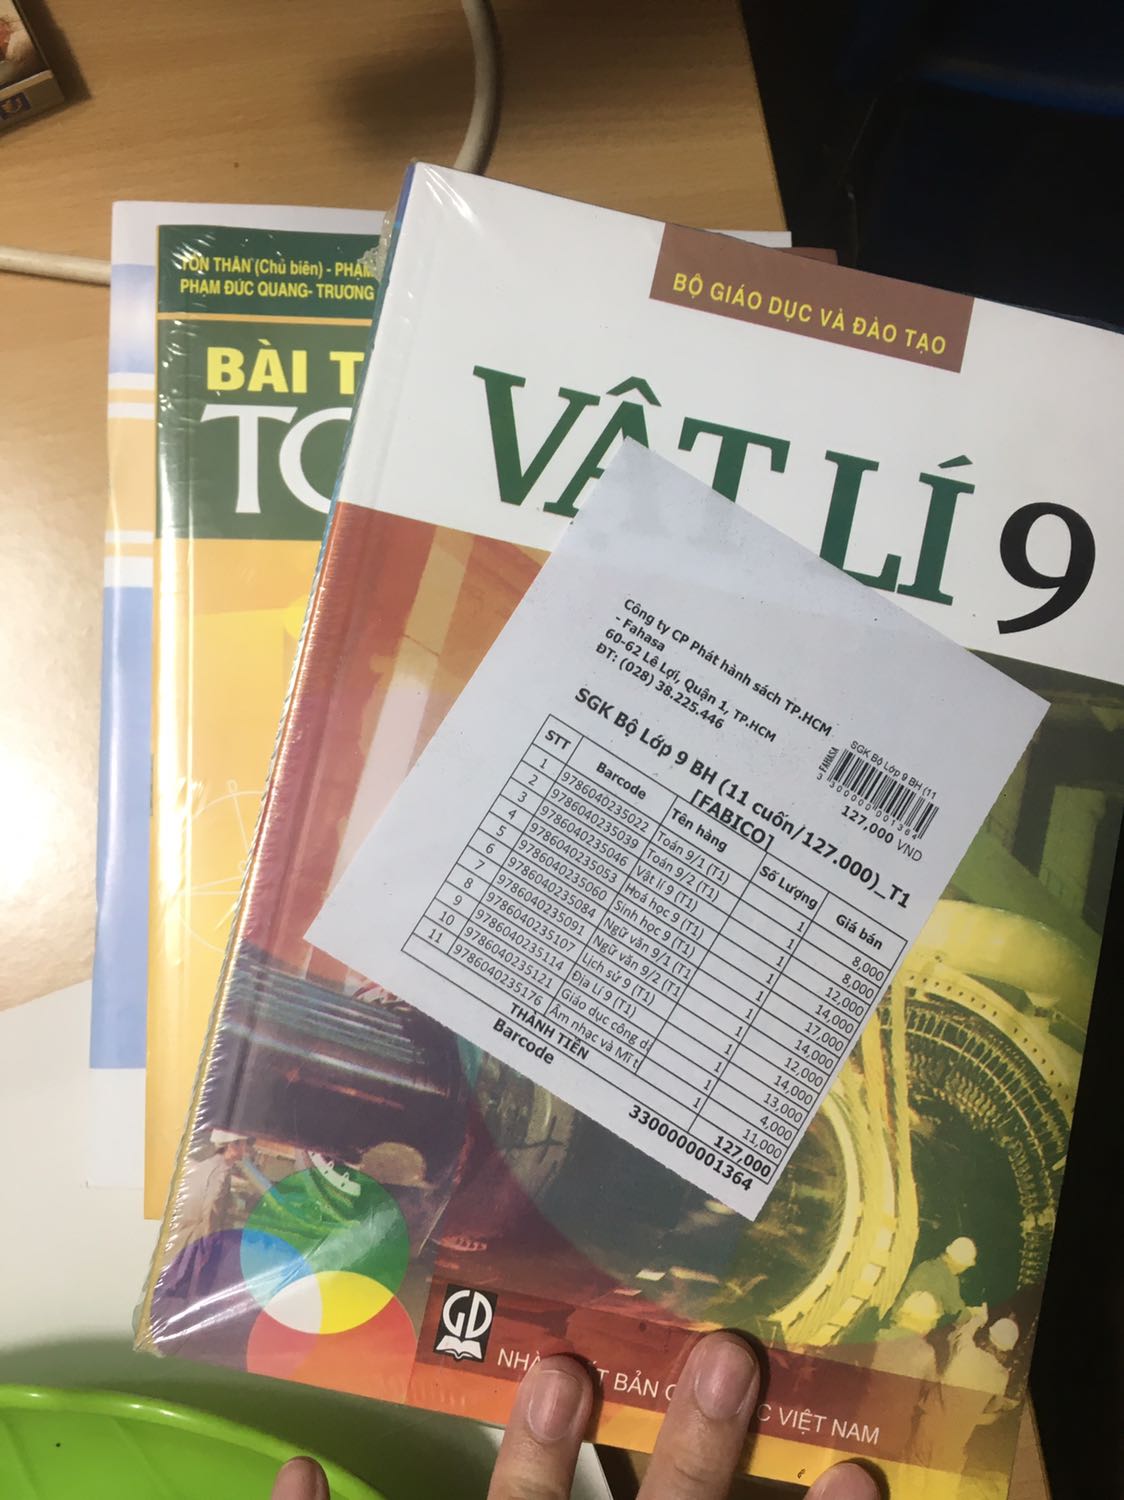 TÔN THÂN (Chủ biên) - PHẠM
PHẠM ĐỨC QUANG- TRƯƠNG
BÀI T
TO
BỘ GIÁO DỤC VÀ ĐÀO TẠO
VẬT LÍ 9
Công ty CP Phát hành sách TP.HCM
- Fahasa
60-62 Lê Lợi, Quận 1, TP.HCM
ĐT: (028) 38.225.446
SGK Bộ Lớp 9 BH (11
FAHASA
3300000001364
127,000 VND
SGK Bộ Lớp 9 BH (11 cuốn/127.000)_T1
[FABICO]
STT Barcode Tên hàng Số Lượng Giá bán
1 9786040235022 Toán 9/1 (T1) 1 8,000
2 9786040235039 Toán 9/2 (T1) 1 8,000
3 9786040235046 Vật lí 9 (T1) 1 12,000
4 9786040235053 Hoá học 9 (T1) 1 14,000
5 9786040235060 Sinh học 9 (T1) 1 17,000
6 9786040235084 Ngữ văn 9/1 (T1 1 14,000
7 9786040235091 Ngữ văn 9/2 (T1 1 12,000
8 9786040235107 Lịch sử 9 (T1) 1 14,000
9 9786040235114 Địa Lí 9 (T1) 1 13,000
10 9786040235121 Giáo dục công dâ 1 4,000
11 9786040235176 Âm nhạc và Mĩ t 1 11,000
THÀNH TIỀN 127,000
Barcode 3300000001364
GD
NHÀ ẤT BẢN C VIỆT NAM